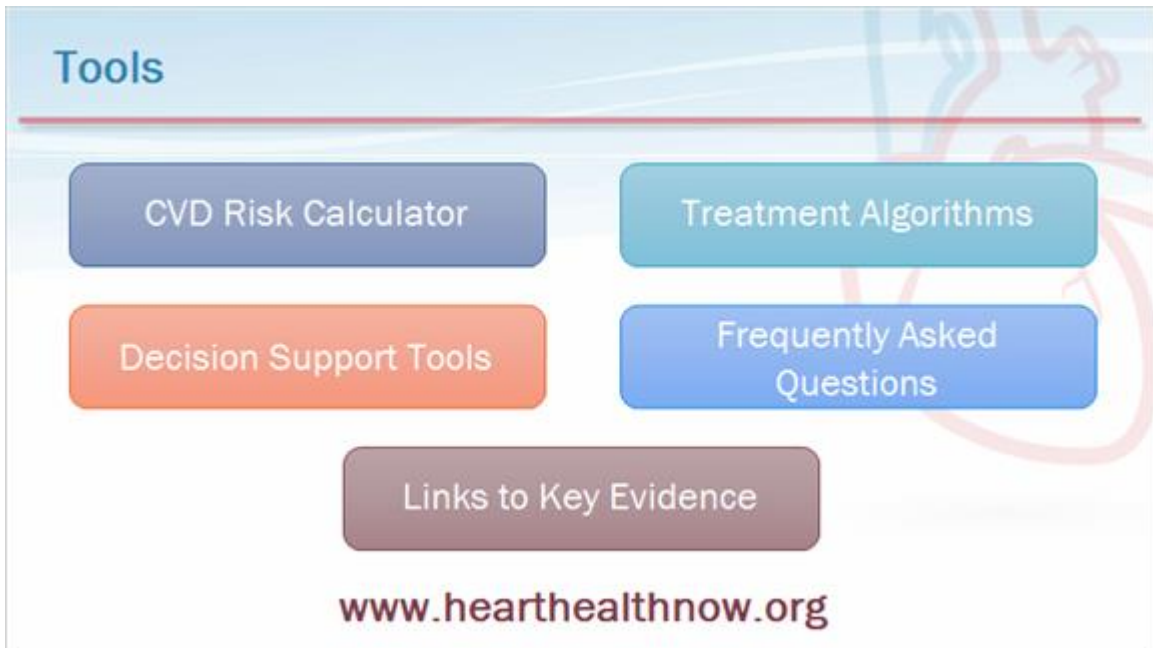 Tools
CVD Risk Calculator
Treatment Algorithms
Decision Support Tools
Frequently Asked
Questions
Links to Key Evidence
www.hearthealthnow.org